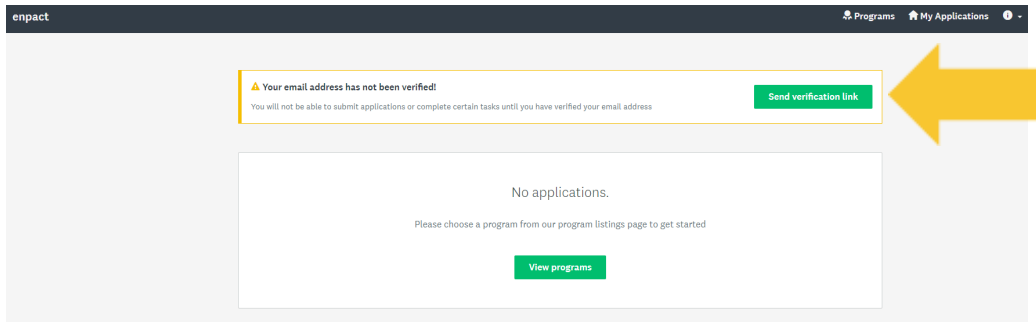 enpact
Programs My Applications
Your email address has not been verified!
You will not be able to submit applications or complete certain tasks until you have verified your email address
Send verification link
No applications.
Please choose a program from our program listings page to get started
View programs